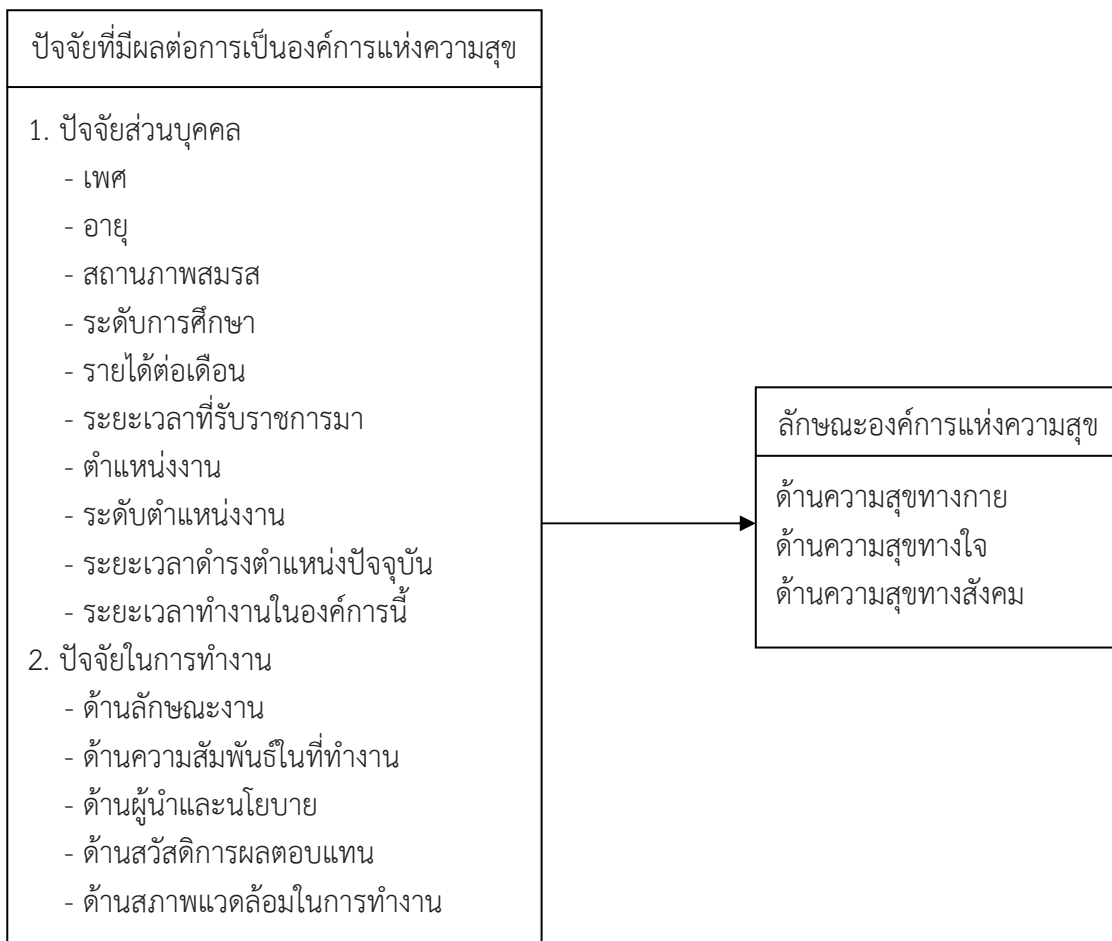 ปัจจัยที่มีผลต่อการเป็นองค์การแห่งความสุข
1. ปัจจัยส่วนบุคคล
- เพศ
- อายุ
- สถานภาพสมรส
- ระดับการศึกษา
- รายได้ต่อเดือน
- ระยะเวลาที่รับราชการมา
- ตำแหน่งงาน
- ระดับตำแหน่งงาน
- ระยะเวลาดำรงตำแหน่งปัจจุบัน
- ระยะเวลาทำงานในองค์การนี้
2. ปัจจัยในการทำงาน
- ด้านลักษณะงาน
- ด้านความสัมพันธ์ในที่ทำงาน
- ด้านผู้นำและนโยบาย
- ด้านสวัสดิการผลตอบแทน
- ด้านสภาพแวดล้อมในการทำงาน
ลักษณะองค์การแห่งความสุข
ด้านความสุขทางกาย
ด้านความสุขทางใจ
ด้านความสุขทางสังคม